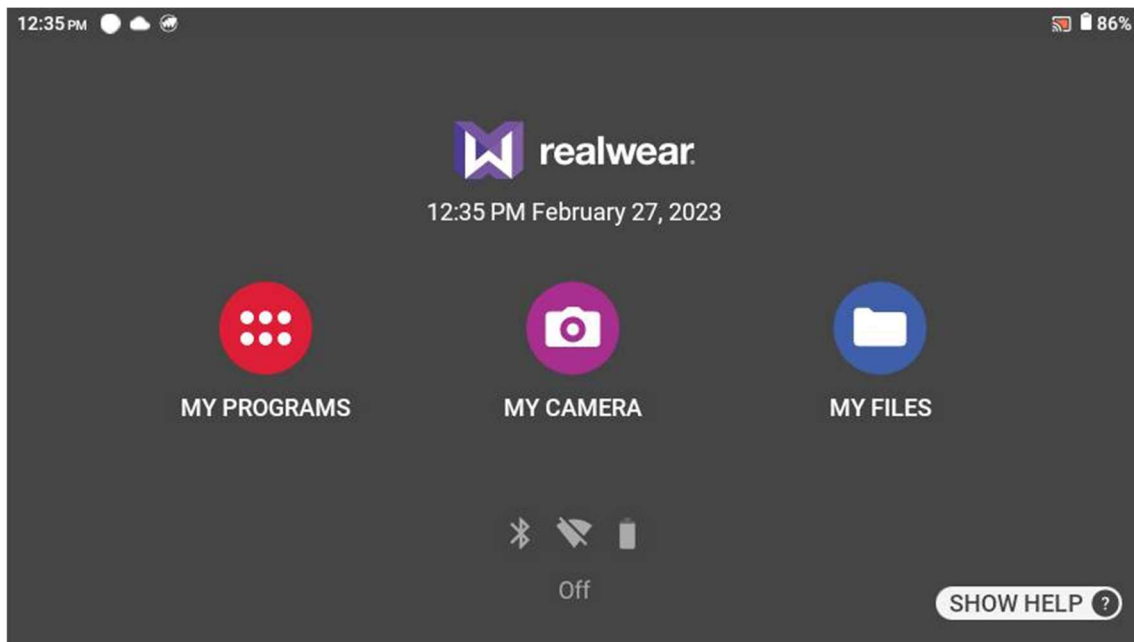 12:35 PM
86%
realwear.
12:35 PM February 27, 2023
MY PROGRAMS
MY CAMERA
MY FILES
Off
SHOW HELP ?